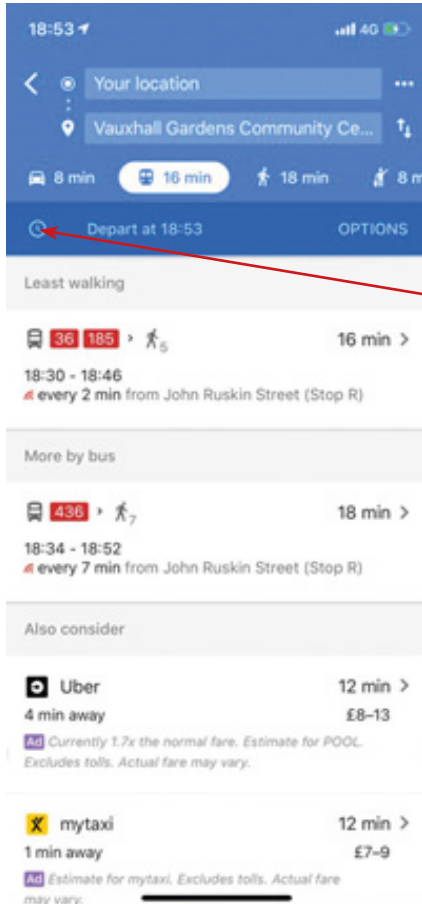 18:53 4G
Your location
Vauxhall Gardens Community Ce...
8 min 16 min 18 min 8 m
Depart at 18:53 OPTIONS
Least walking
36 185 5 16 min
18:30 - 18:46
every 2 min from John Ruskin Street (Stop R)
More by bus
436 7 18 min
18:34 - 18:52
every 7 min from John Ruskin Street (Stop R)
Also consider
Uber 12 min
4 min away £8–13
Ad Currently 1.7x the normal fare. Estimate for POOL.
Excludes tolls. Actual fare may vary.
mytaxi 12 min
1 min away £7–9
Ad Estimate for mytaxi. Excludes tolls. Actual fare
may vary.